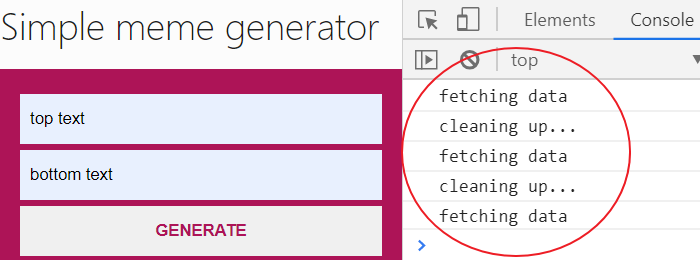 Simple meme generator
top text
bottom text
GENERATE
Elements Console
top
fetching data
cleaning up...
fetching data
cleaning up...
fetching data